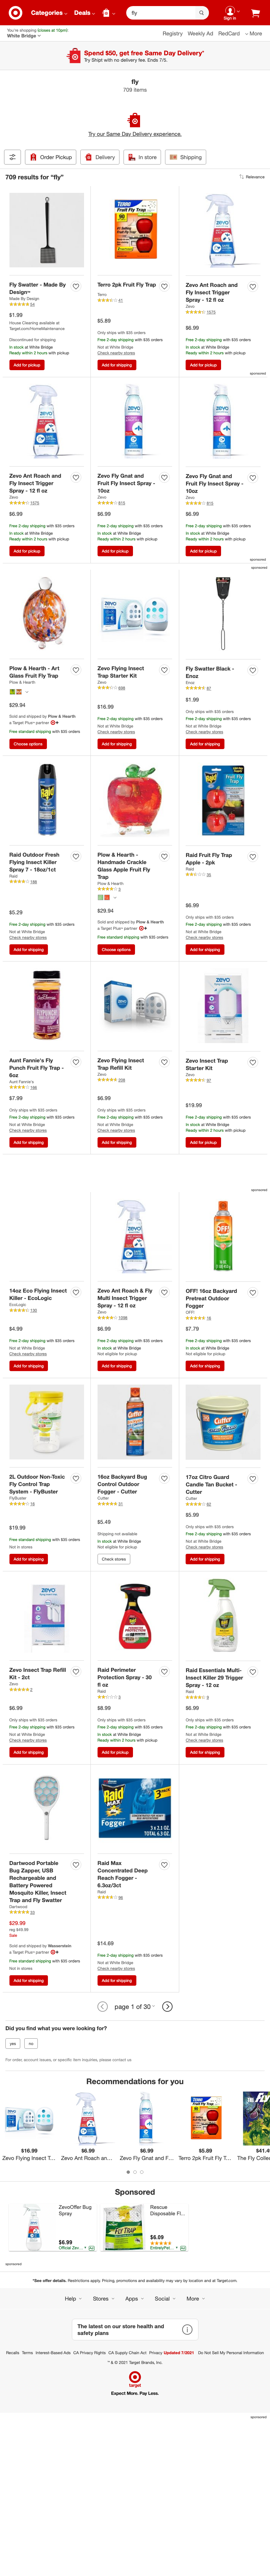 Categories
Deals
fly
Sign in
You're shopping (closes at 10pm):
White Bridge
Registry
Weekly Ad
RedCard
More
Spend $50, get free Same Day Delivery*
Try Shipt with no delivery fee. Ends 7/5.
fly
709 items
Try our Same Day Delivery experience.
Order Pickup
Delivery
In store
Shipping
709 results for “fly”
Relevance
Fly Swatter - Made By Design™
Made By Design
54
$1.99
House Cleaning available at Target.com/HomeMaintenance
Discontinued for shipping
In stock at White Bridge
Ready within 2 hours with pickup
Add for pickup
Terro 2pk Fruit Fly Trap
Terro
41
$5.89
Only ships with $35 orders
Free 2-day shipping with $35 orders
Not at White Bridge
Check nearby stores
Add for shipping
Zevo Ant Roach and Fly Insect Trigger Spray - 12 fl oz
Zevo
1575
$6.99
Free 2-day shipping with $35 orders
In stock at White Bridge
Ready within 2 hours with pickup
Add for pickup
sponsored
Zevo Ant Roach and Fly Insect Trigger Spray - 12 fl oz
Zevo
1575
$6.99
Free 2-day shipping with $35 orders
In stock at White Bridge
Ready within 2 hours with pickup
Add for pickup
Zevo Fly Gnat and Fruit Fly Insect Spray - 10oz
Zevo
815
$6.99
Free 2-day shipping with $35 orders
In stock at White Bridge
Ready within 2 hours with pickup
Add for pickup
Zevo Fly Gnat and Fruit Fly Insect Spray - 10oz
Zevo
815
$6.99
Free 2-day shipping with $35 orders
In stock at White Bridge
Ready within 2 hours with pickup
Add for pickup
sponsored
sponsored
Plow & Hearth - Art Glass Fruit Fly Trap
Plow & Hearth
$29.94
Sold and shipped by Plow & Hearth
a Target Plus™ partner
Free standard shipping with $35 orders
Choose options
Zevo Flying Insect Trap Starter Kit
Zevo
$16.99
Free 2-day shipping with $35 orders
Not at White Bridge
Check nearby stores
Add for shipping
Fly Swatter Black - Enoz
Enoz
$1.99
Only ships with $35 orders
Free 2-day shipping with $35 orders
Not at White Bridge
Check nearby stores
Add for shipping
Raid Outdoor Fresh Flying Insect Killer Spray 7 - 18oz/1ct
Raid
$5.29
Free 2-day shipping with $35 orders
Not at White Bridge
Check nearby stores
Add for shipping
Plow & Hearth - Handmade Crackle Glass Apple Fruit Fly Trap
Plow & Hearth
$29.94
Sold and shipped by Plow & Hearth
a Target Plus™ partner
Free standard shipping with $35 orders
Choose options
Raid Fruit Fly Trap Apple - 2pk
Raid
$6.99
Only ships with $35 orders
Free 2-day shipping with $35 orders
Not at White Bridge
Check nearby stores
Add for shipping
Aunt Fannie's Fly Punch Fruit Fly Trap - 6oz
Aunt Fannie's
$7.99
Only ships with $35 orders
Free 2-day shipping with $35 orders
Not at White Bridge
Check nearby stores
Add for shipping
Zevo Flying Insect Trap Refill Kit
Zevo
$6.99
Only ships with $35 orders
Free 2-day shipping with $35 orders
Not at White Bridge
Check nearby stores
Add for shipping
Zevo Insect Trap Starter Kit
Zevo
$19.99
Free 2-day shipping with $35 orders
In stock at White Bridge
Ready within 2 hours with pickup
Add for pickup
sponsored
14oz Eco Flying Insect Killer - EcoLogic
EcoLogic
$4.99
Free 2-day shipping with $35 orders
Not at White Bridge
Check nearby stores
Add for shipping
Zevo Ant Roach & Fly Multi Insect Trigger Spray - 12 fl oz
Zevo
$6.99
Free 2-day shipping with $35 orders
In stock at White Bridge
Not eligible for pickup
Add for shipping
OFF! 16oz Backyard Pretreat Outdoor Fogger
OFF!
$7.79
Free 2-day shipping with $35 orders
In stock at White Bridge
Not eligible for pickup
Add for shipping
2L Outdoor Non-Toxic Fly Control Trap System - FlyBuster
FlyBuster
$19.99
Free standard shipping with $35 orders
Not in stores
Add for shipping
16oz Backyard Bug Control Outdoor Fogger - Cutter
Cutter
$5.49
Shipping not available
In stock at White Bridge
Not eligible for pickup
Check stores
17oz Citro Guard Candle Tan Bucket - Cutter
Cutter
$5.99
Only ships with $35 orders
Free 2-day shipping with $35 orders
Not at White Bridge
Check nearby stores
Add for shipping
Zevo Insect Trap Refill Kit - 2ct
Zevo
$6.99
Only ships with $35 orders
Free 2-day shipping with $35 orders
Not at White Bridge
Check nearby stores
Add for shipping
Raid Perimeter Protection Spray - 30 fl oz
Raid
$8.99
Only ships with $35 orders
Free 2-day shipping with $35 orders
In stock at White Bridge
Ready within 2 hours with pickup
Add for pickup
Raid Essentials Multi-Insect Killer 29 Trigger Spray - 12 oz
Raid
$6.99
Only ships with $35 orders
Free 2-day shipping with $35 orders
Not at White Bridge
Check nearby stores
Add for shipping
Dartwood Portable Bug Zapper, USB Rechargeable and Battery Powered Mosquito Killer, Insect Trap and Fly Swatter
Dartwood
$29.99
reg $49.99
Sale
Sold and shipped by Wesserstein
a Target Plus™ partner
Free standard shipping with $35 orders
Not in stores
Add for shipping
Raid Max Concentrated Deep Reach Fogger - 6.3oz/3ct
Raid
$14.69
Free 2-day shipping with $35 orders
Not at White Bridge
Check nearby stores
Add for shipping
page 1 of 30
Did you find what you were looking for?
yes
no
For order account issues, or specific item inquiries, please contact us
Recommendations for you
$16.99
Zevo Flying Insect T...
$6.99
Zevo Ant Roach an...
$6.99
Zevo Fly Gnat and F...
$5.89
Terro 2pk Fruit Fly T...
$41.4
The Fly Collec
Sponsored
ZevoOffer Bug Spray
$6.99
Official Zev...
Ad
Rescue Disposable Fl...
$6.09
EntirelyPet...
Ad
sponsored
*See offer details. Restrictions apply. Pricing, promotions and availability may vary by location and at Target.com.
Help
Stores
Apps
Social
More
The latest on our store health and safety plans
Recalls
Terms
Interest-Based Ads
CA Privacy Rights
CA Supply Chain Act
Privacy Updated 7/2021
Do Not Sell My Personal Information
™ & © 2021 Target Brands, Inc.
target
Expect More. Pay Less.
sponsored